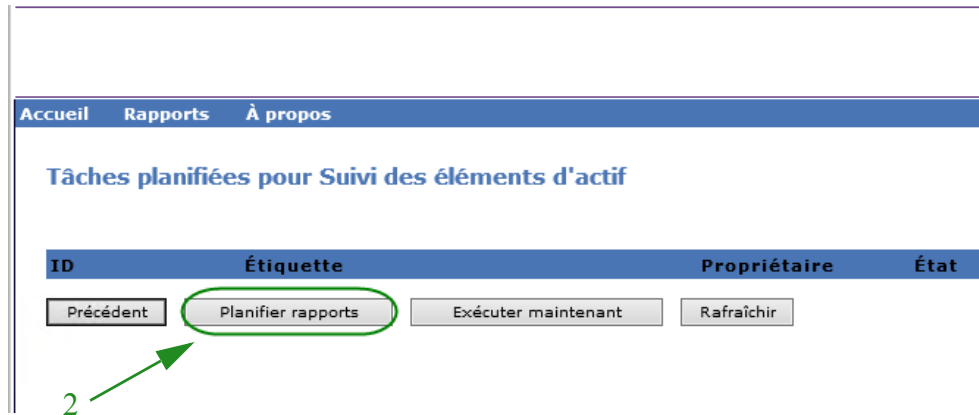 Accueil Rapports À propos
Tâches planifiées pour Suivi des éléments d'actif
ID Étiquette Propriétaire État
Précédent Planifier rapports Exécuter maintenant Rafraîchir
2